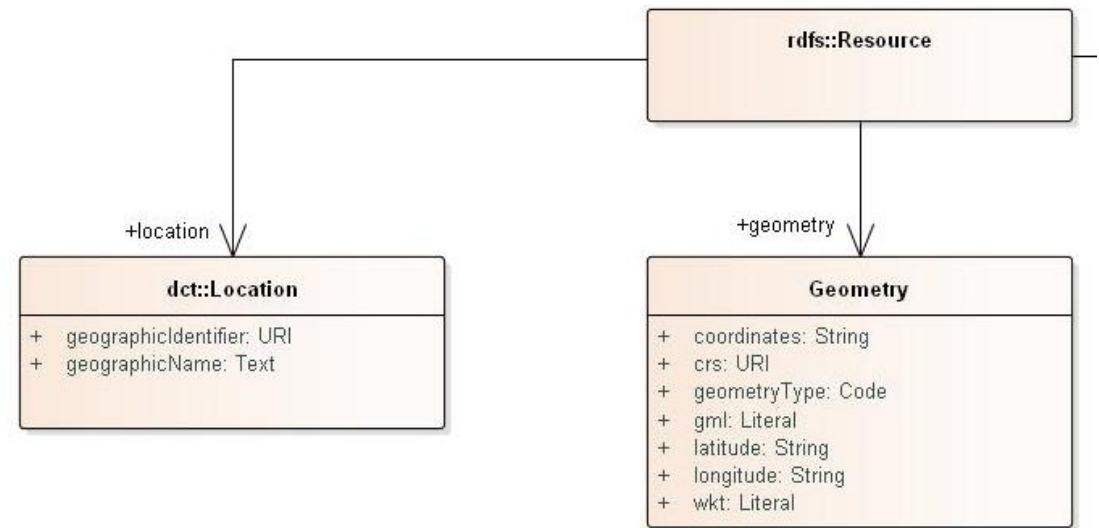 rdfs::Resource
+location
+geometry
dct::Location
+ geographicIdentifier: URI
+ geographicName: Text
Geometry
+ coordinates: String
+ crs: URI
+ geometryType: Code
+ gml: Literal
+ latitude: String
+ longitude: String
+ wkt: Literal